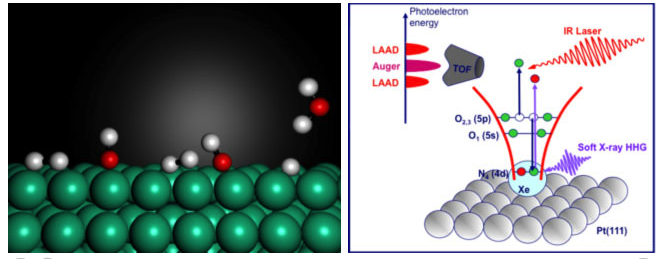 Photoelectron
energy
IR Laser
LAAD
Auger
LAAD
TOF
O2,3 (5p)
O1 (5s)
Soft X-ray HHG
N4 (4d)
Xe
Pt(111)